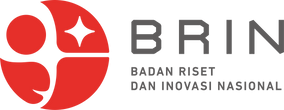 BRIN
BADAN RISET
DAN INOVASI NASIONAL